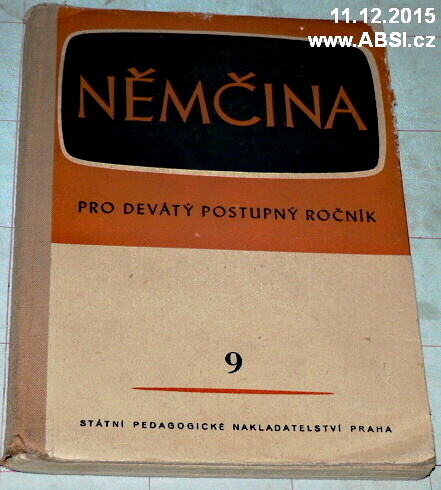 11.12.2015
www.ABSI.cz
NĚMČINA
PRO DEVÁTÝ POSTUPNÝ ROČNÍK
9
STÁTNÍ PEDAGOGICKÉ NAKLADATELSTVÍ PRAHA